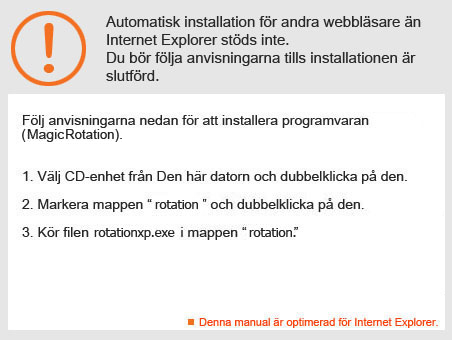 Automatisk installation för andra webbläsare än
Internet Explorer stöds inte.
Du bör följa anvisningarna tills installationen är
slutförd.
Följ anvisningarna nedan för att installera programvaran
(MagicRotation).
1. Välj CD-enhet från Den här datorn och dubbelklicka på den.
2. Markera mappen “ rotation ” och dubbelklicka på den.
3. Kör filen rotationxp.exe i mappen “ rotation.”
Denna manual är optimerad för Internet Explorer.